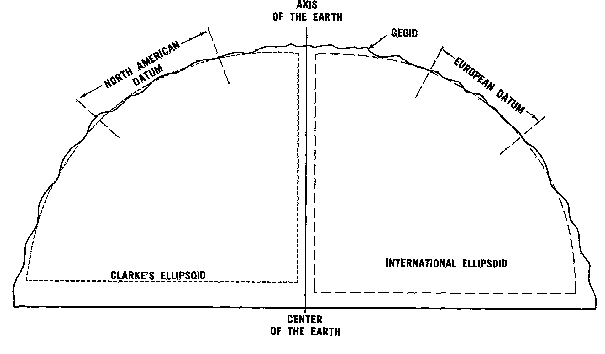 AXIS
OF THE EARTH
GEOID
NORTH AMERICAN
DATUM
EUROPEAN DATUM
CLARKE'S ELLIPSOID
INTERNATIONAL ELLIPSOID
CENTER
OF THE EARTH